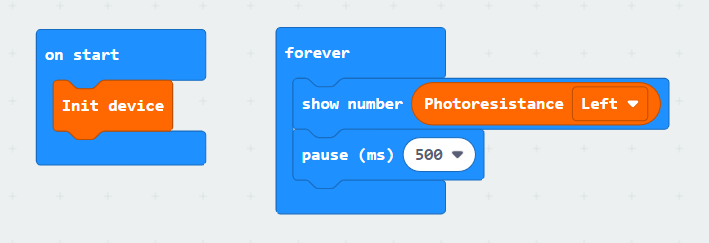 on start
Init device
forever
show number Photoresistance Left
pause (ms) 500